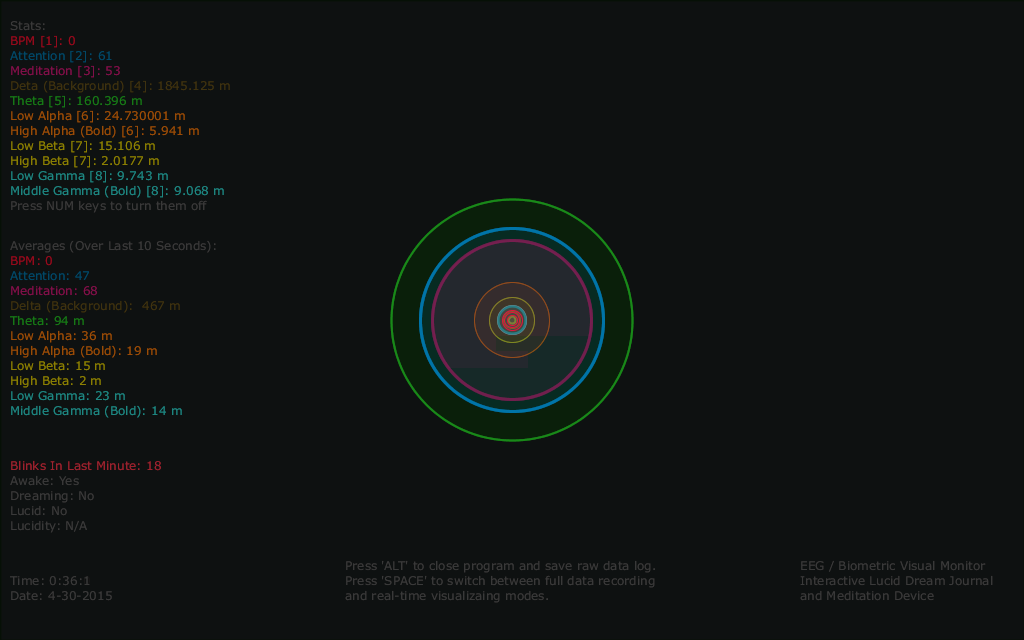 Stats:
BPM [1]: 0
Attention [2]: 61
Meditation [3]: 53
Deta (Background) [4]: 1845.125 m
Theta [5]: 160.396 m
Low Alpha [6]: 24.730001 m
High Alpha (Bold) [6]: 5.941 m
Low Beta [7]: 15.106 m
High Beta [7]: 2.0177 m
Low Gamma [8]: 9.743 m
Middle Gamma (Bold) [8]: 9.068 m
Press NUM keys to turn them off
Averages (Over Last 10 Seconds):
BPM: 0
Attention: 47
Meditation: 68
Delta (Background):  467 m
Theta: 94 m
Low Alpha: 36 m
High Alpha (Bold): 19 m
Low Beta: 15 m
High Beta: 2 m
Low Gamma: 23 m
Middle Gamma (Bold): 14 m
Blinks In Last Minute: 18
Awake: Yes
Dreaming: No
Lucid: No
Lucidity: N/A
Time: 0:36:1
Date: 4-30-2015
Press 'ALT' to close program and save raw data log.
Press 'SPACE' to switch between full data recording
and real-time visualizaing modes.
EEG / Biometric Visual Monitor
Interactive Lucid Dream Journal
and Meditation Device